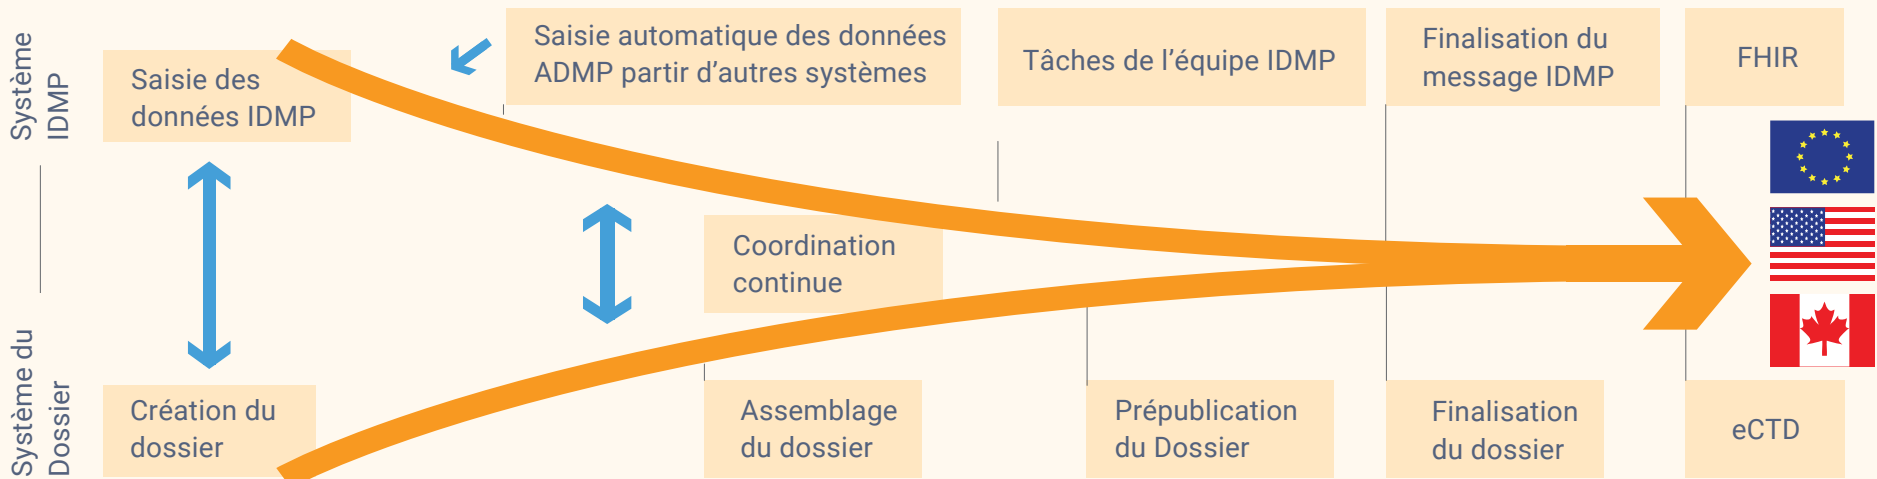 Système
IDMP
Saisie des
données IDMP
Saisie automatique des données
ADMP partir d’autres systèmes
Tâches de l’équipe IDMP
Finalisation du
message IDMP
FHIR
Coordination
continue
Système du
Dossier
Création du
dossier
Assemblage
du dossier
Prépublication
du Dossier
Finalisation
du dossier
eCTD